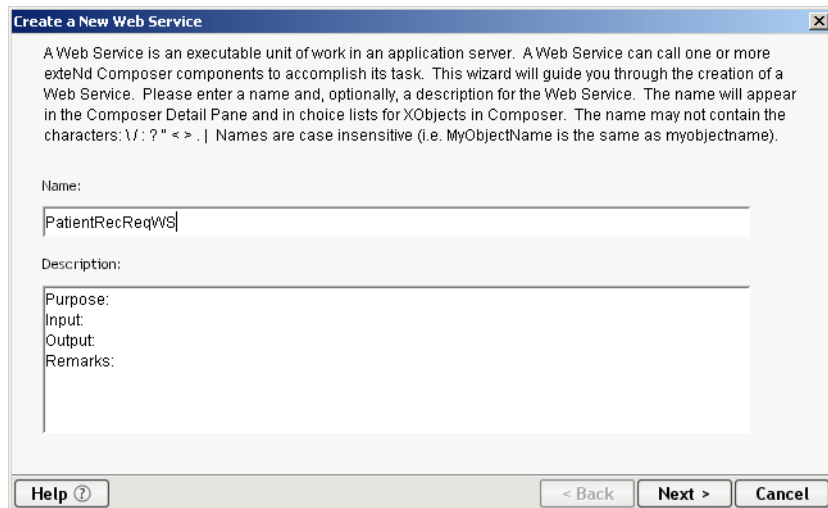 Create a New Web Service
A Web Service is an executable unit of work in an application server. A Web Service can call one or more
exteNd Composer components to accomplish its task. This wizard will guide you through the creation of a
Web Service. Please enter a name and, optionally, a description for the Web Service. The name will appear
in the Composer Detail Pane and in choice lists for XObjects in Composer. The name may not contain the
characters: \ / : ? " < > . | Names are case insensitive (i.e. MyObjectName is the same as myobjectname).
Name:
PatientRecReqWS
Description:
Purpose:
Input:
Output:
Remarks:
Help ?
< Back
Next >
Cancel